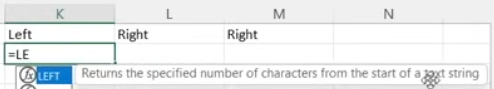 K L M N
Left Right Right
=LE
LEFT Returns the specified number of characters from the start of a text string